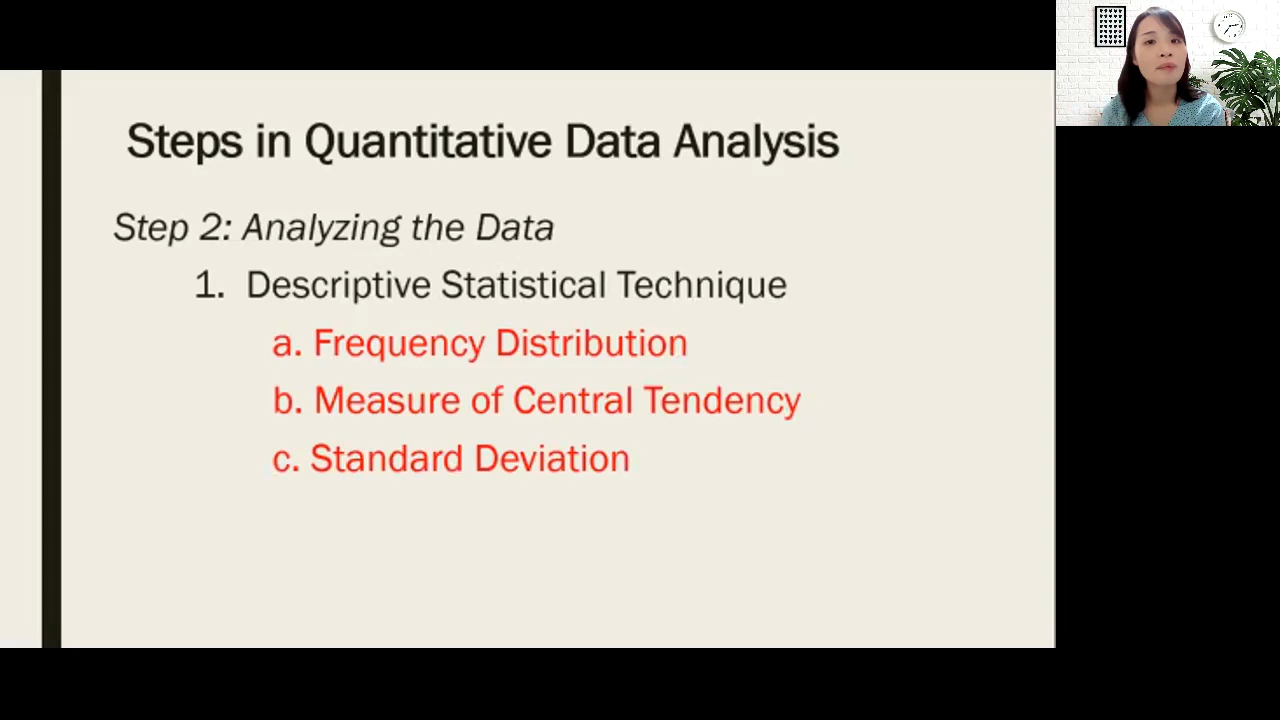 Steps in Quantitative Data Analysis
Step 2: Analyzing the Data
1. Descriptive Statistical Technique
a. Frequency Distribution
b. Measure of Central Tendency
c. Standard Deviation